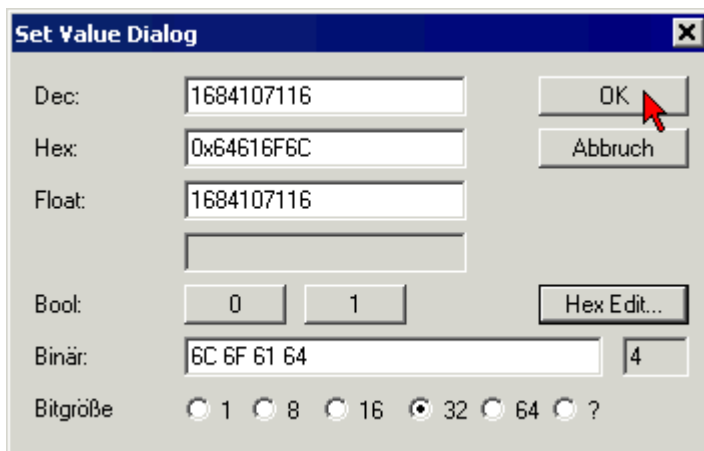 Set Value Dialog
Dec: 1684107116 OK
Hex: 0x64616F6C Abbruch
Float: 1684107116
Bool: 0 1 Hex Edit...
Binär: 6C 6F 61 64 4
Bitgröße 1 8 16 32 64 ?